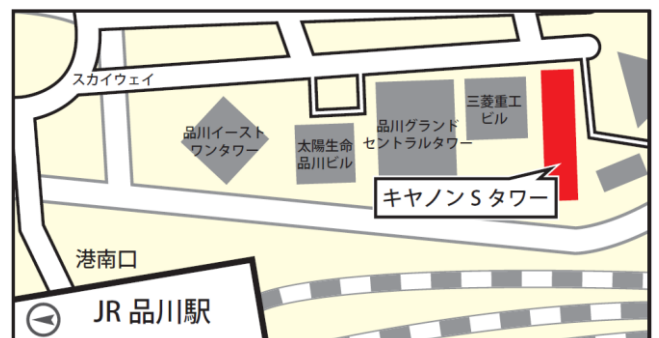 スカイウェイ
品川イースト
ワンタワー
太陽生命
品川ビル
品川グランド
セントラルタワー
三菱重工
ビル
キヤノン S タワー
港南口
JR 品川駅